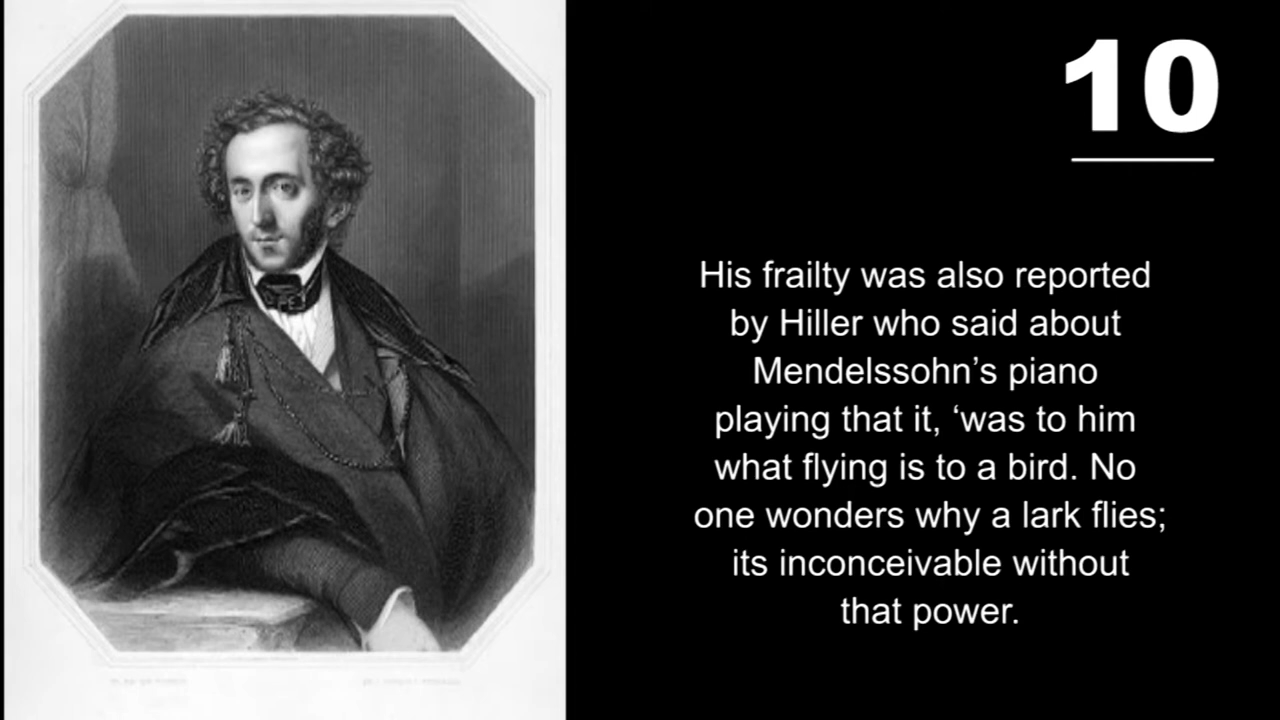 10
His frailty was also reported
by Hiller who said about
Mendelssohn’s piano
playing that it, ‘was to him
what flying is to a bird. No
one wonders why a lark flies;
its inconceivable without
that power.